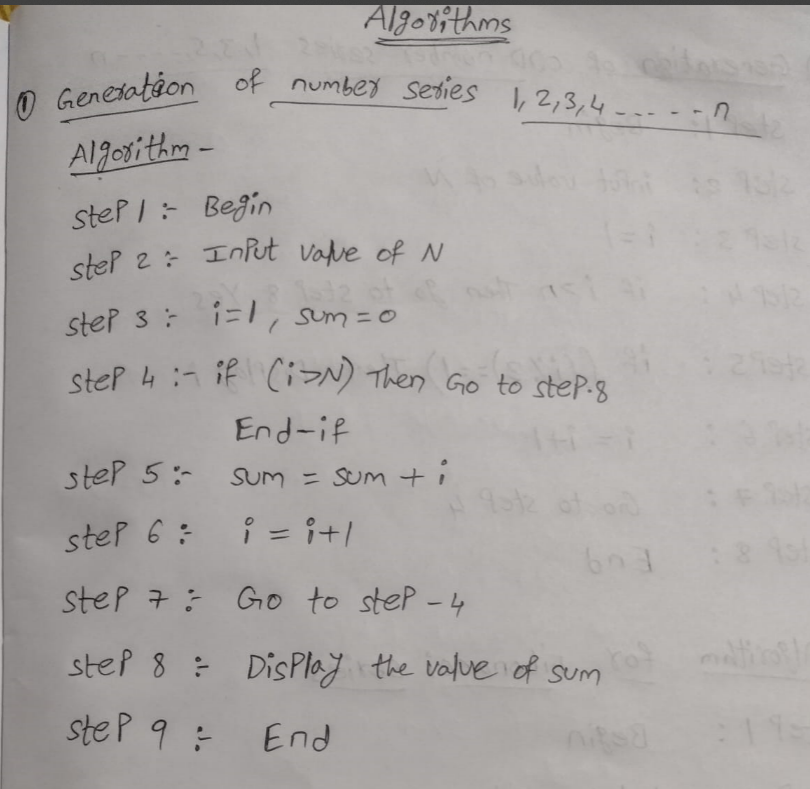 Algorithms
① Generation of number series 1, 2, 3, 4 ------ n
Algorithm -
steP 1 :- Begin
steP 2 :- InPut value of N
steP 3 :- i=1, sum=0
steP 4 :- if (i>N) Then Go to steP.8
End-if
steP 5 :- sum = sum + i
steP 6 :- i = i+1
steP 7 :- Go to steP - 4
steP 8 :- DisPlay the value of sum
steP 9 :- End